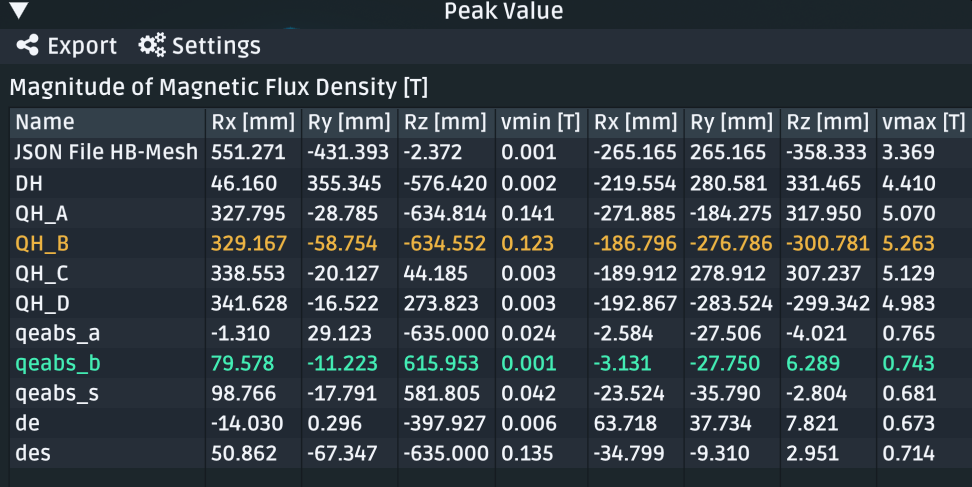 Peak Value
Export Settings
Magnitude of Magnetic Flux Density [T]
Name Rx [mm] Ry [mm] Rz [mm] vmin [T] Rx [mm] Ry [mm] Rz [mm] vmax [T]
JSON File HB-Mesh 551.271 -431.393 -2.372 0.001 -265.165 265.165 -358.333 3.369
DH 46.160 355.345 -576.420 0.002 -219.554 280.581 331.465 4.410
QH_A 327.795 -28.785 -634.814 0.141 -271.885 -184.275 317.950 5.070
QH_B 329.167 -58.754 -634.552 0.123 -186.796 -276.786 -300.781 5.263
QH_C 338.553 -20.127 44.185 0.003 -189.912 278.912 307.237 5.129
QH_D 341.628 -16.522 273.823 0.003 -192.867 -283.524 -299.342 4.983
qeabs_a -1.310 29.123 -635.000 0.024 -2.584 -27.506 -4.021 0.765
qeabs_b 79.578 -11.223 615.953 0.001 -3.131 -27.750 6.289 0.743
qeabs_s 98.766 -17.791 581.805 0.042 -23.524 -35.790 -2.804 0.681
de -14.030 0.296 -397.927 0.006 63.718 37.734 7.821 0.673
des 50.862 -67.347 -635.000 0.135 -34.799 -9.310 2.951 0.714